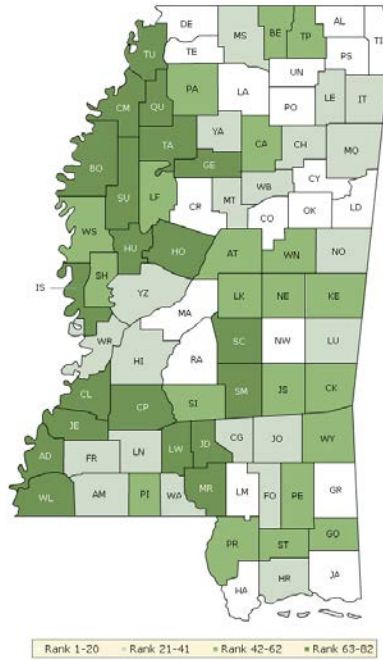 DE AL TI
MS BE TP
TU TE PS
UN
PA LA LE IT
CM QU PO
YA
TA CA CH MO
BO GE
WB CY
SU LF CR MT LD
CO OK
WS HU HO AT WN NO
SH
IS YZ LK NE KE
MA
WR SC NW LU
HI RA
CL SM JS CK
CP SI
JE CG JO WY
LN LW JD
AD FR
WL AM PI WA MR LM FO PE GR
PR ST GO
HA HR JA
Rank 1-20 Rank 21-41 Rank 42-62 Rank 63-82